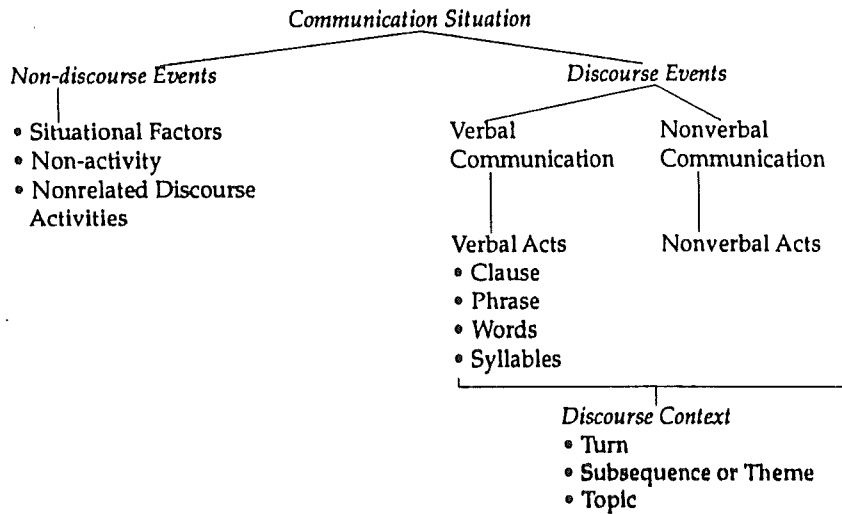 Communication Situation
Non-discourse Events
• Situational Factors
• Non-activity
• Nonrelated Discourse
Activities
Discourse Events
Verbal
Communication
Nonverbal
Communication
Verbal Acts
• Clause
• Phrase
• Words
• Syllables
Nonverbal Acts
Discourse Context
• Turn
• Subsequence or Theme
• Topic